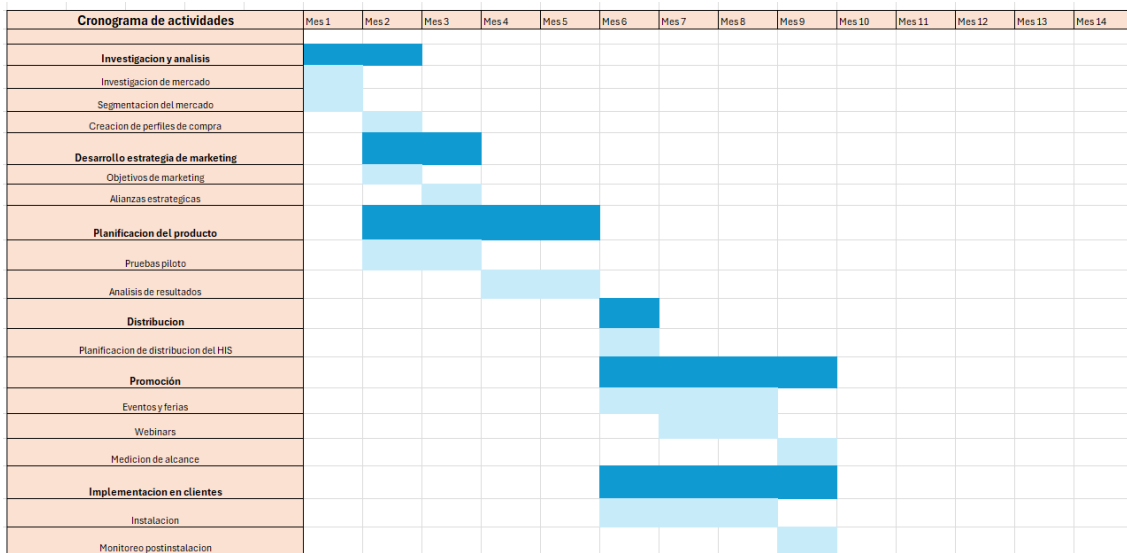 Cronograma de actividades Mes 1 Mes 2 Mes 3 Mes 4 Mes 5 Mes 6 Mes 7 Mes 8 Mes 9 Mes 10 Mes 11 Mes 12 Mes 13 Mes 14
Investigacion y analisis
Investigacion de mercado
Segmentacion del mercado
Creacion de perfiles de compra
Desarrollo estrategia de marketing
Objetivos de marketing
Alianzas estrategicas
Planificacion del producto
Pruebas piloto
Analisis de resultados
Distribucion
Planificacion de distribucion del HIS
Promoción
Eventos y ferias
Webinars
Medicion de alcance
Implementacion en clientes
Instalacion
Monitoreo postinstalacion